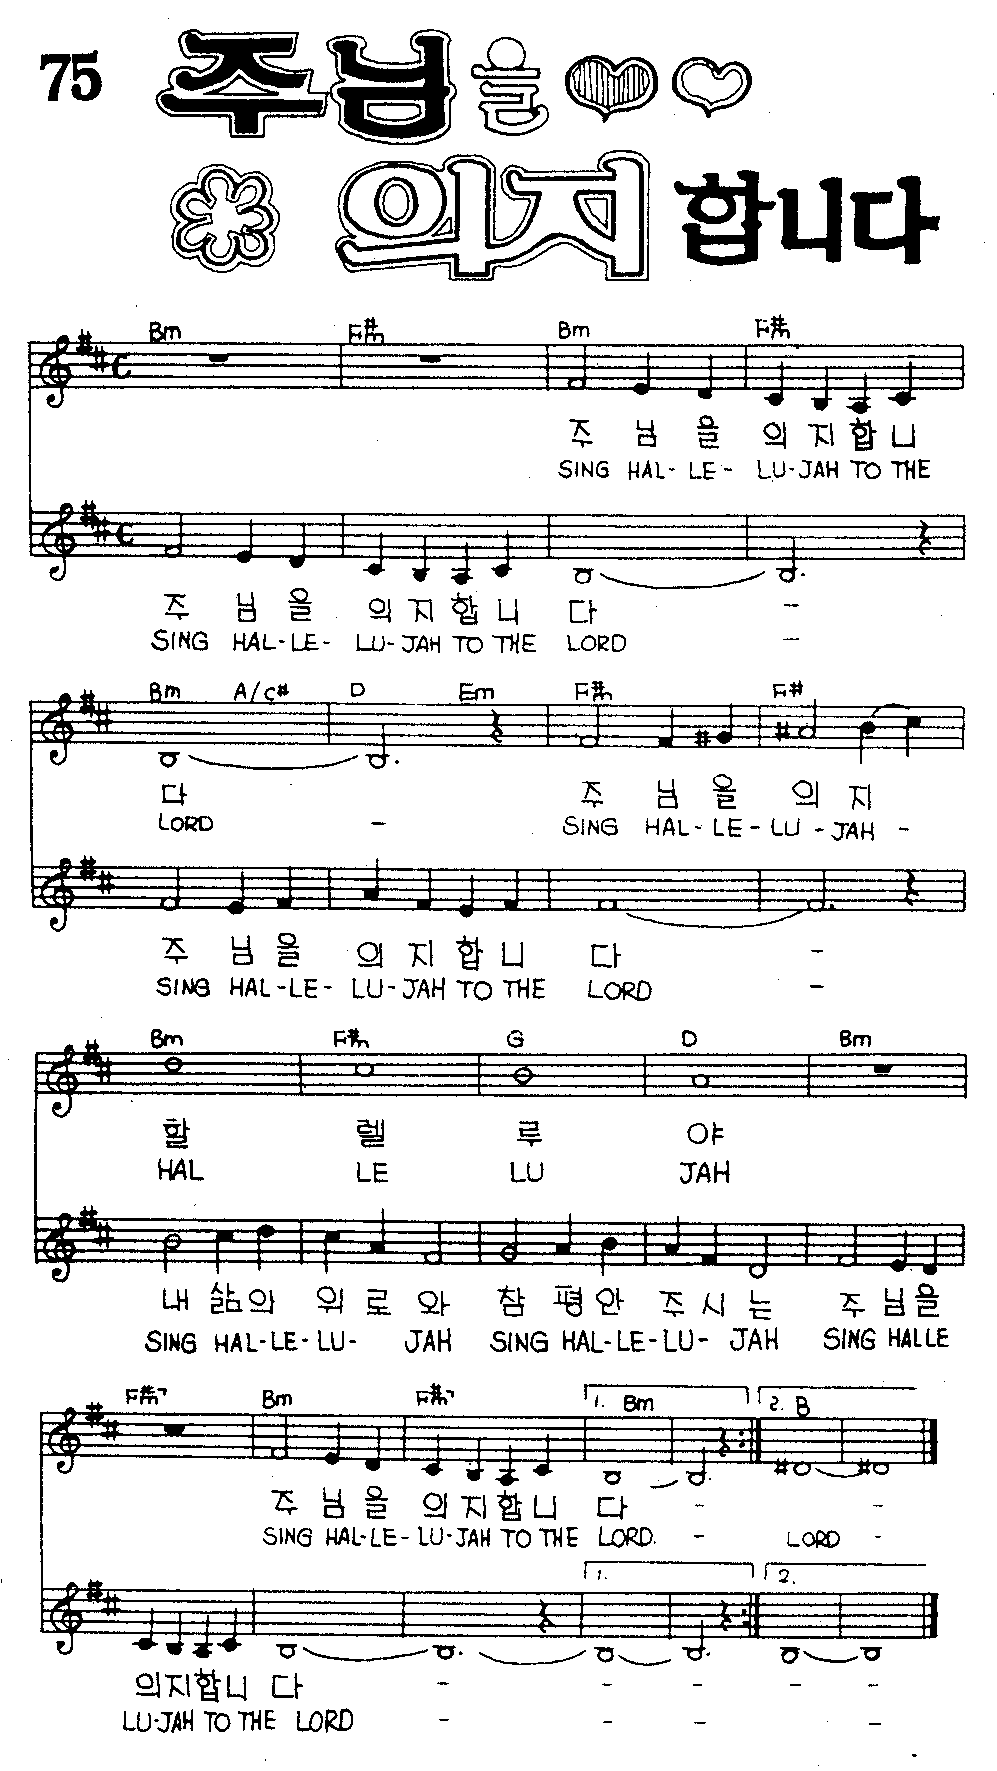 75 주님을
의지합니다
Bm F#m Bm F#m
주 님 을 의 지 합 니
SING HAL- LE- LU-JAH TO THE
주 님 을 의 지 합 니 다 -
SING HAL-LE- LU-JAH TO THE LORD -
Bm A/C# D Em F#m F#
다 주 님 을 의 지
LORD - SING HAL-LE-LU-JAH -
주 님 을 의 지 합 니 다 -
SING HAL-LE- LU-JAH TO THE LORD -
Bm F#m G D Bm
할 렐 루 야
HAL LE LU JAH
내 삶의 위 로 와 참 평 안 주 시 는 주 님 을
SING HAL-LE-LU- JAH SING HAL-LE-LU- JAH SING HALLE
F#m7 Bm F#m7 1. Bm 2. B
주 님 을 의 지 합 니 다 - -
SING HAL-LE-LU-JAH TO THE LORD. - LORD -
1. 2.
의지합니 다 - - - - -
LU-JAH TO THE LORD - - - -